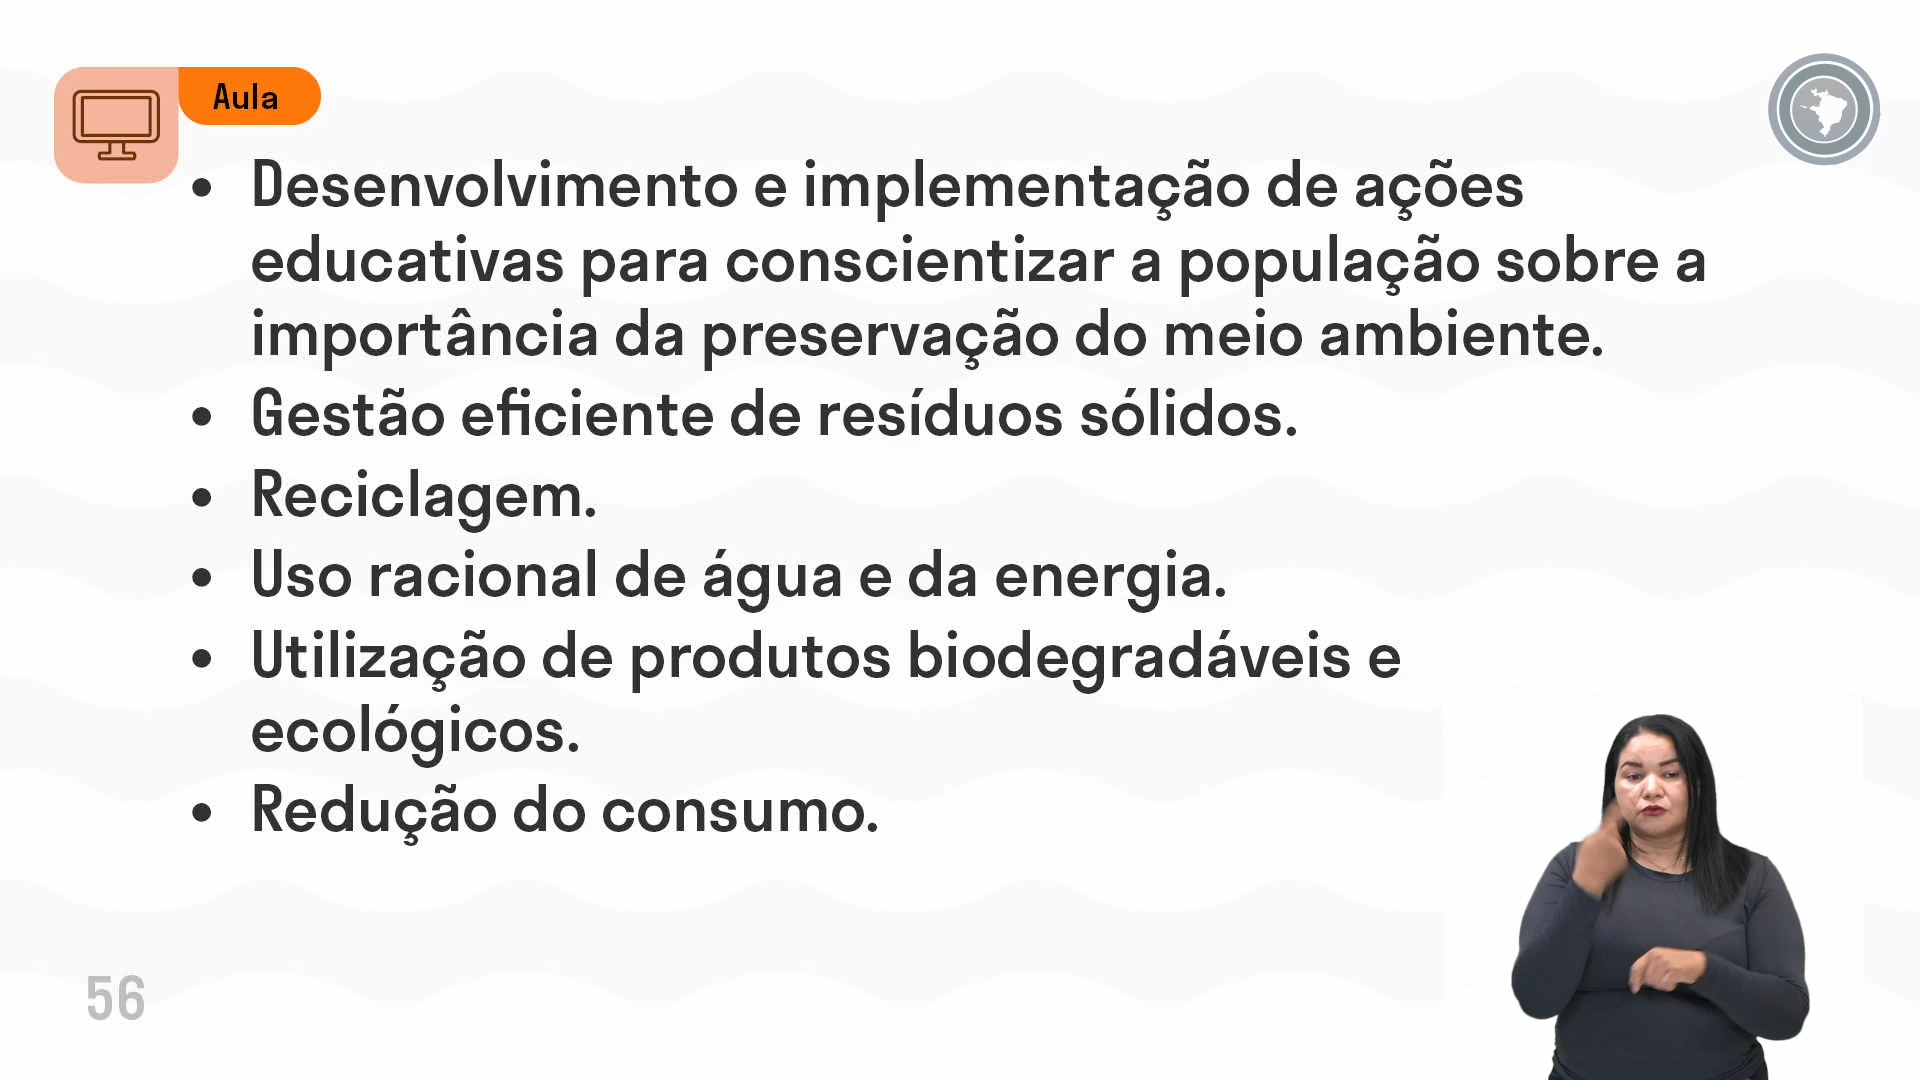 Aula
• Desenvolvimento e implementação de ações
educativas para conscientizar a população sobre a
importância da preservação do meio ambiente.
• Gestão eficiente de resíduos sólidos.
• Reciclagem.
• Uso racional de água e da energia.
• Utilização de produtos biodegradáveis e
ecológicos.
• Redução do consumo.
56